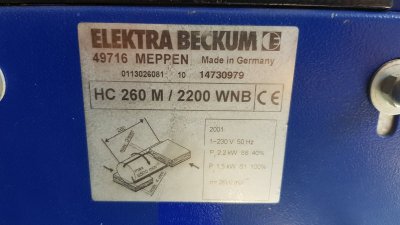 ELEKTRA BECKUM E
49716 MEPPEN Made in Germany
0113026081 10 14730979
HC 260 M / 2200 WNB CE
2001
1~230 V 50 Hz
P₁ 2.2 kW S6 40%
P 1.5 kW S1 100%